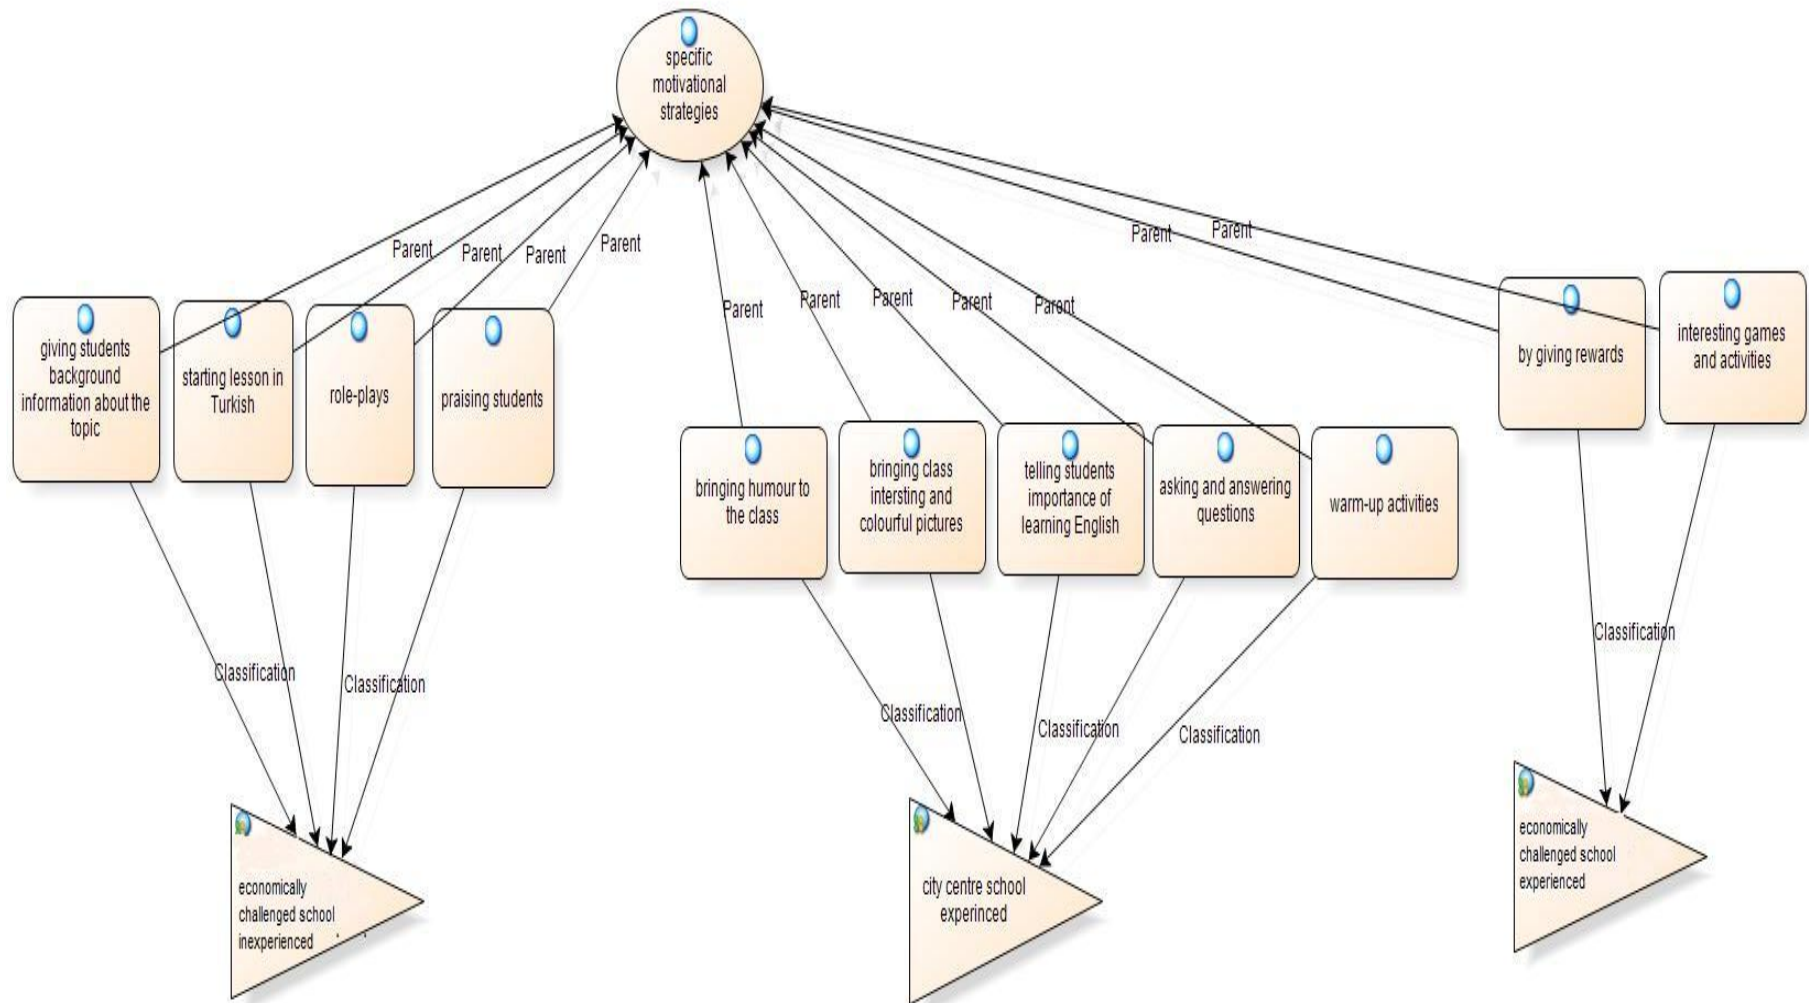 specific
motivational
strategies
Parent
Parent
Parent
Parent
Parent
Parent
Parent
Parent
Parent
Parent
Parent
giving students
background
information about the
topic
starting lesson in
Turkish
role-plays
praising students
bringing humour to
the class
bringing class
intersting and
colourful pictures
telling students
importance of
learning English
asking and answering
questions
warm-up activities
by giving rewards
interesting games
and activities
Classification
Classification
Classification
Classification
Classification
Classification
economically
challenged school
inexperienced
city centre school
experinced
economically
challenged school
experienced